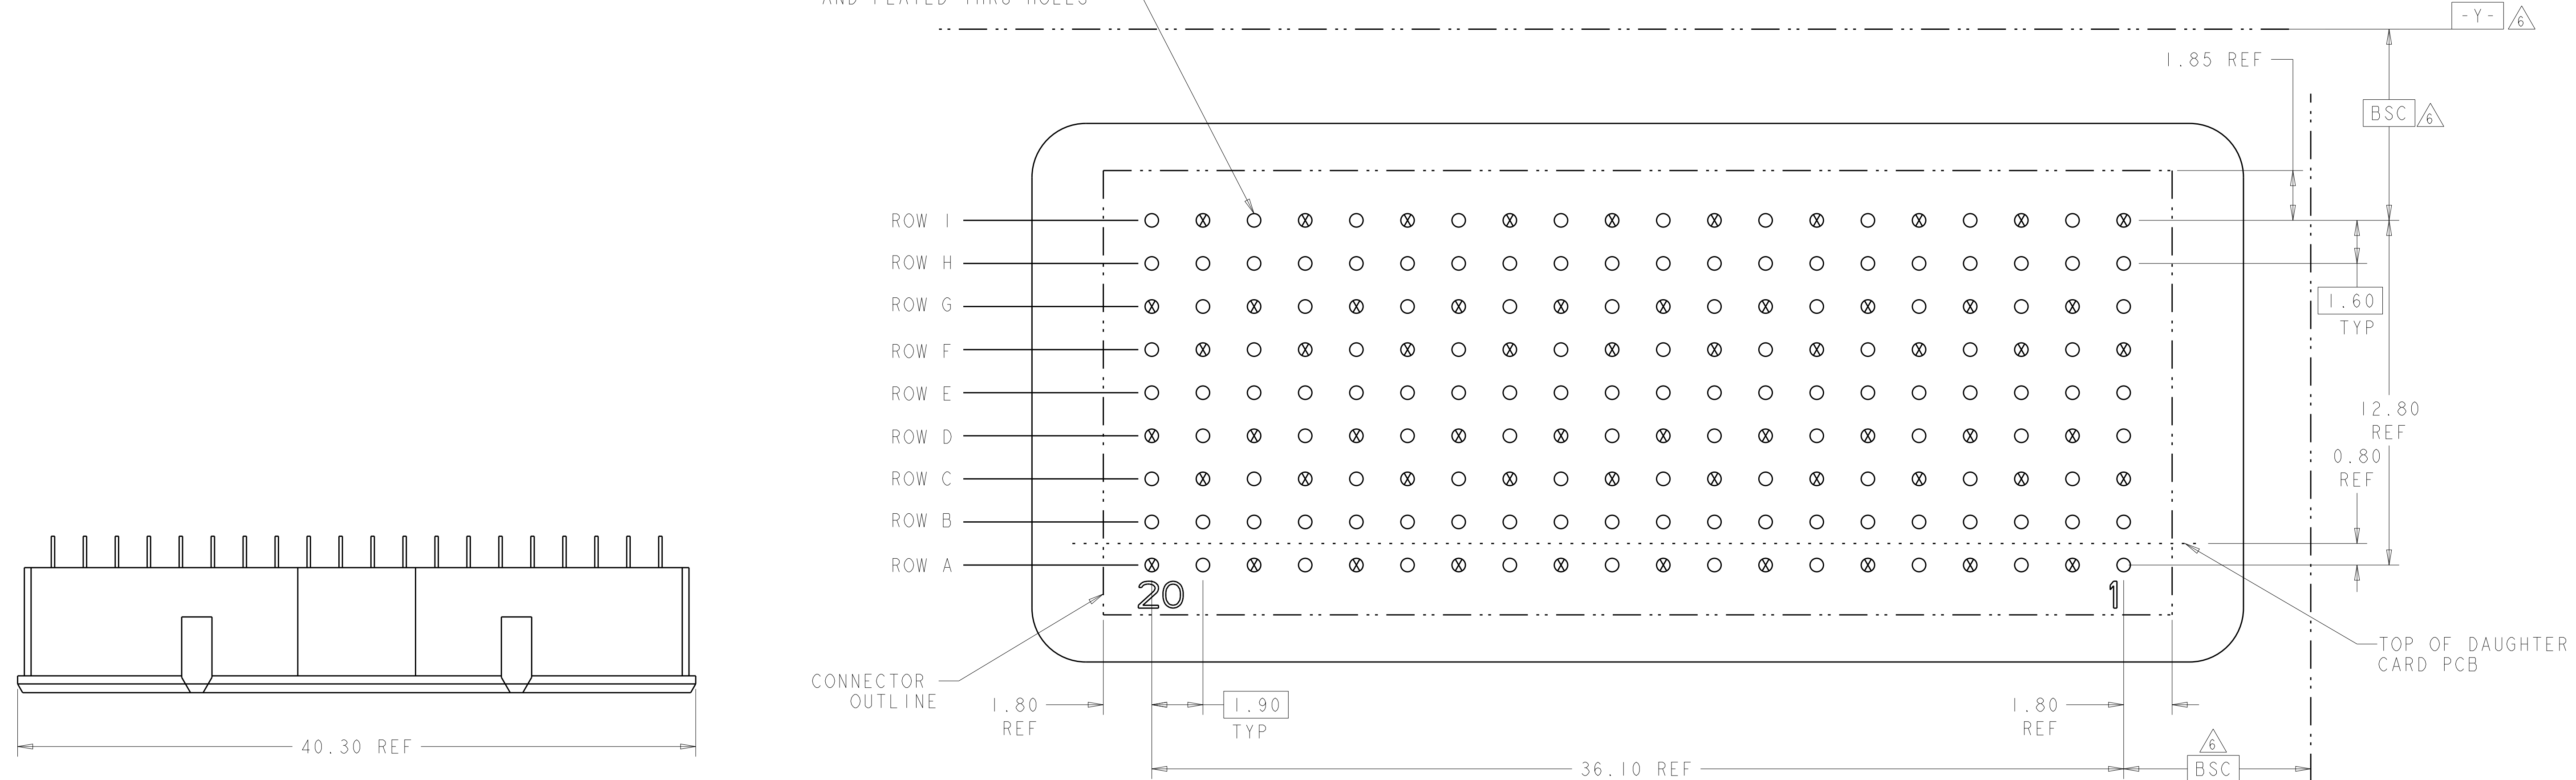 AND PLATED THRU HOLES
-Y- 6
1.85 REF
BSC 6
ROW I
ROW H
ROW G
1.60
TYP
ROW F
ROW E
12.80
REF
ROW D
0.80
REF
ROW C
ROW B
ROW A
20
1
TOP OF DAUGHTER
CARD PCB
CONNECTOR
OUTLINE
1.80
REF
1.90
TYP
1.80
REF
40.30 REF
36.10 REF
6
BSC